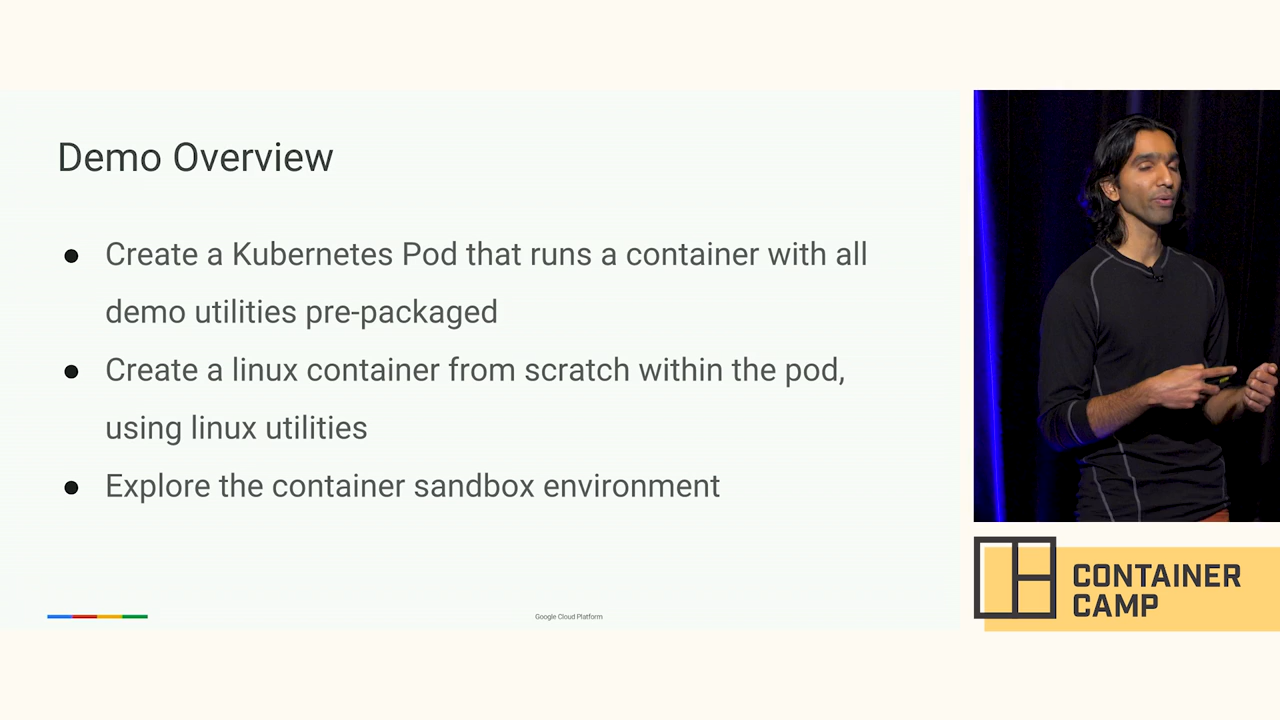 Demo Overview
● Create a Kubernetes Pod that runs a container with all
demo utilities pre-packaged
● Create a linux container from scratch within the pod,
using linux utilities
● Explore the container sandbox environment
Google Cloud Platform
CONTAINER
CAMP